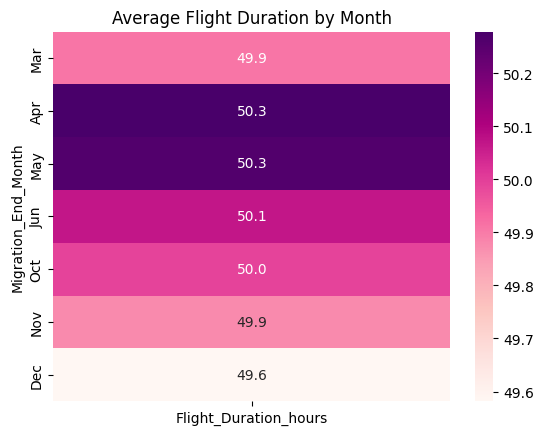 Average Flight Duration by Month
Migration_End_Month
Mar
Apr
May
Jun
Oct
Nov
Dec
49.9
50.3
50.3
50.1
50.0
49.9
49.6
Flight_Duration_hours
50.2
50.1
50.0
49.9
49.8
49.7
49.6